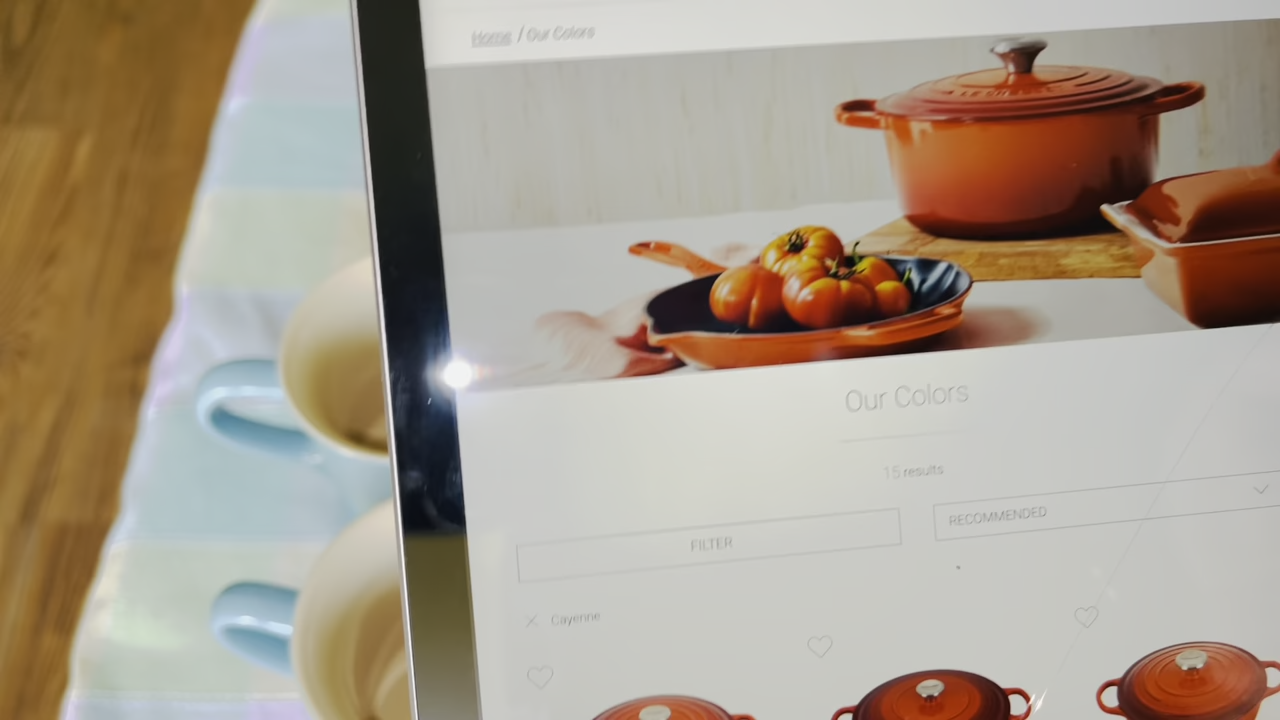 Home / Our Colors
Our Colors
15 results
FILTER
RECOMMENDED
Cayenne